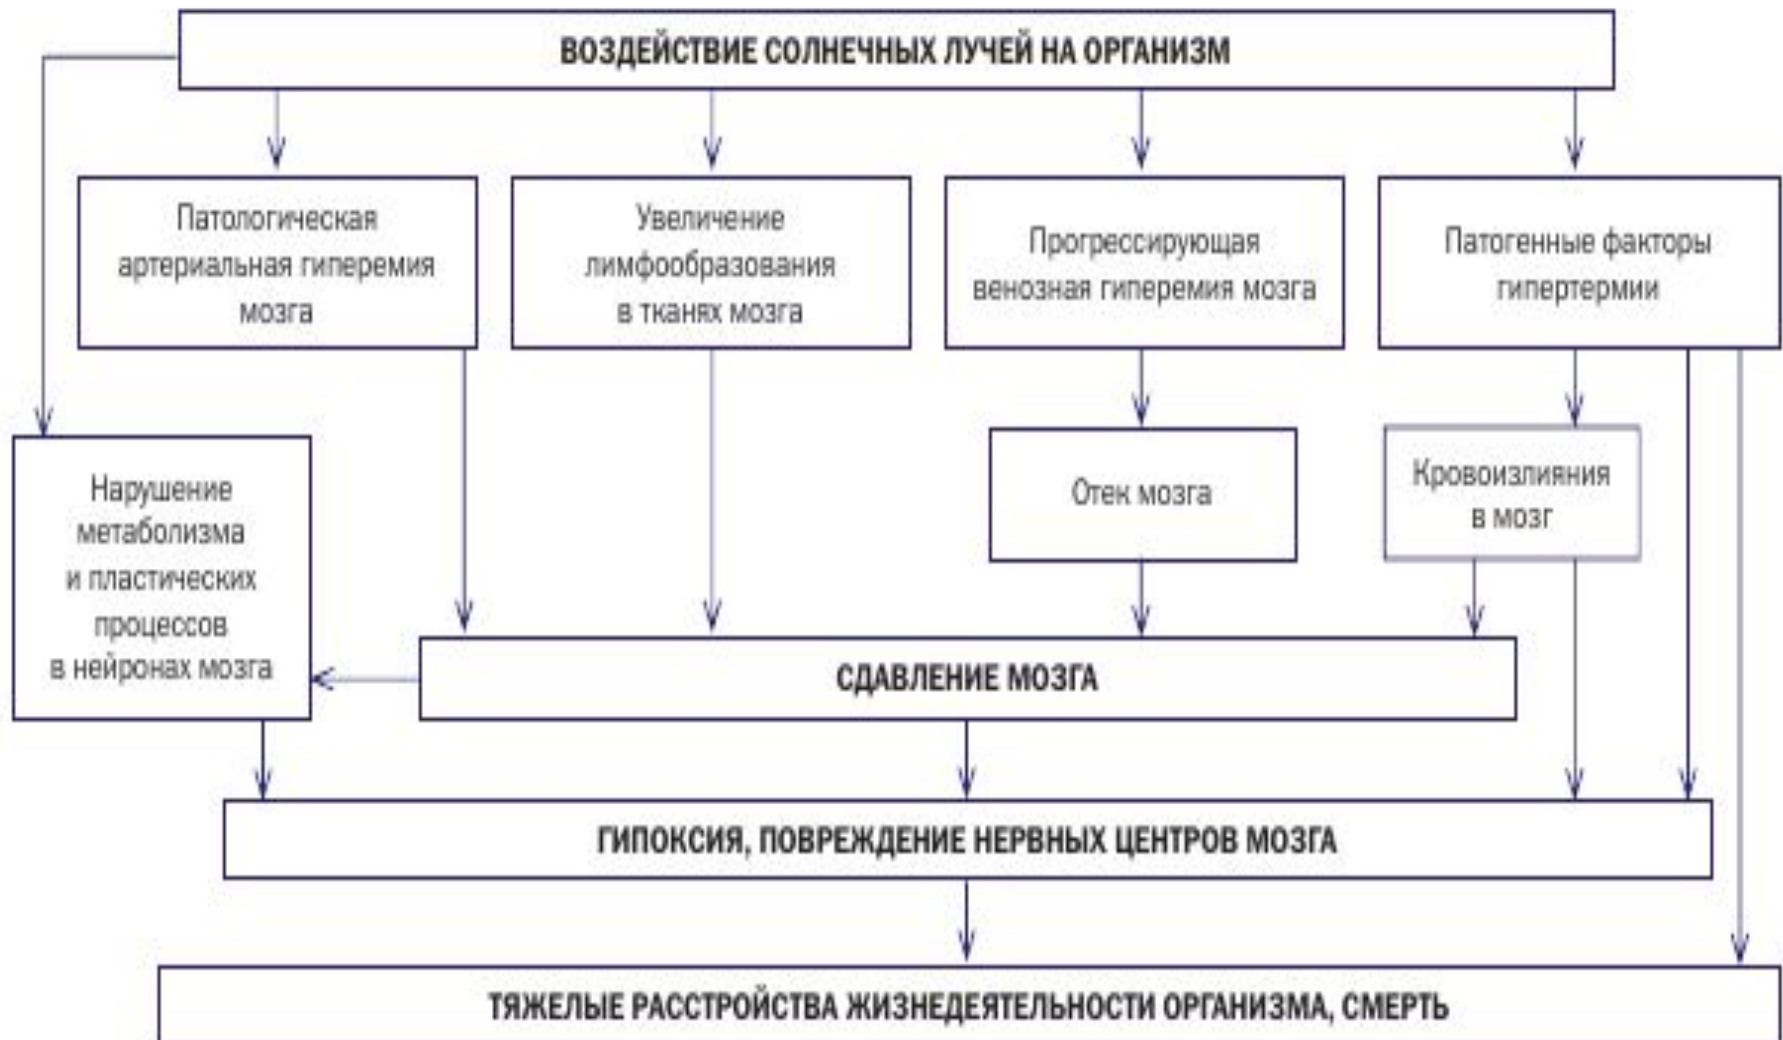 ВОЗДЕЙСТВИЕ СОЛНЕЧНЫХ ЛУЧЕЙ НА ОРГАНИЗМ
Патологическая
артериальная гиперемия
мозга
Увеличение
лимфообразования
в тканях мозга
Прогрессирующая
венозная гиперемия мозга
Патогенные факторы
гипертермии
Нарушение
метаболизма
и пластических
процессов
в нейронах мозга
Отек мозга
Кровоизлияния
в мозг
СДАВЛЕНИЕ МОЗГА
ГИПОКСИЯ, ПОВРЕЖДЕНИЕ НЕРВНЫХ ЦЕНТРОВ МОЗГА
ТЯЖЕЛЫЕ РАССТРОЙСТВА ЖИЗНЕДЕЯТЕЛЬНОСТИ ОРГАНИЗМА, СМЕРТЬ